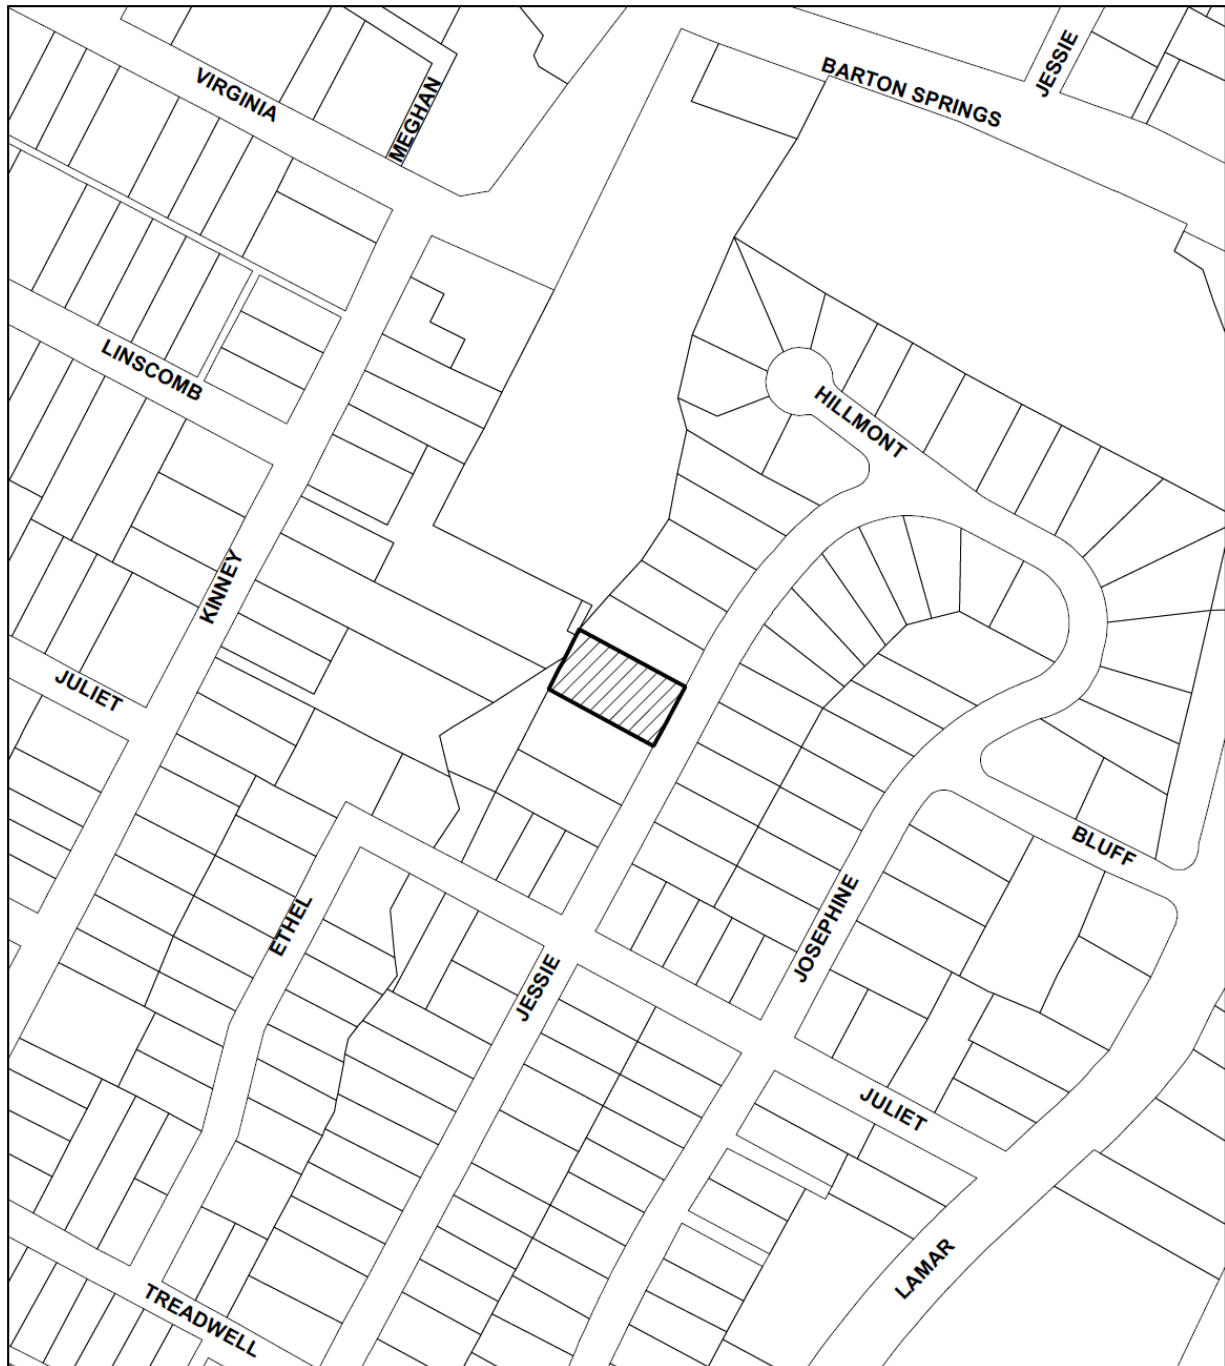 JESSIE
BARTON SPRINGS
VIRGINIA
MEGHAN
LINSCOMB
HILLMONT
KINNEY
JULIET
BLUFF
ETHEL
JOSEPHINE
JESSIE
JULIET
LAMAR
TREADWELL